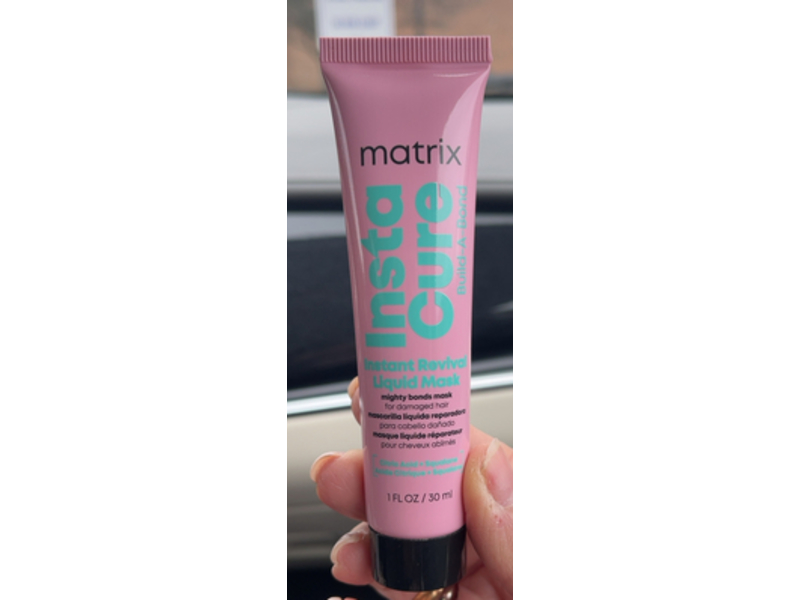 matrix
Insta
Cure
Build-A-Bond
Instant Revival
Liquid Mask
mighty bonds mask
for damaged hair
mascarilla líquida reparadora
para cabello dañado
masque liquide réparateur
pour cheveux abîmés
1 FL OZ / 30 ml